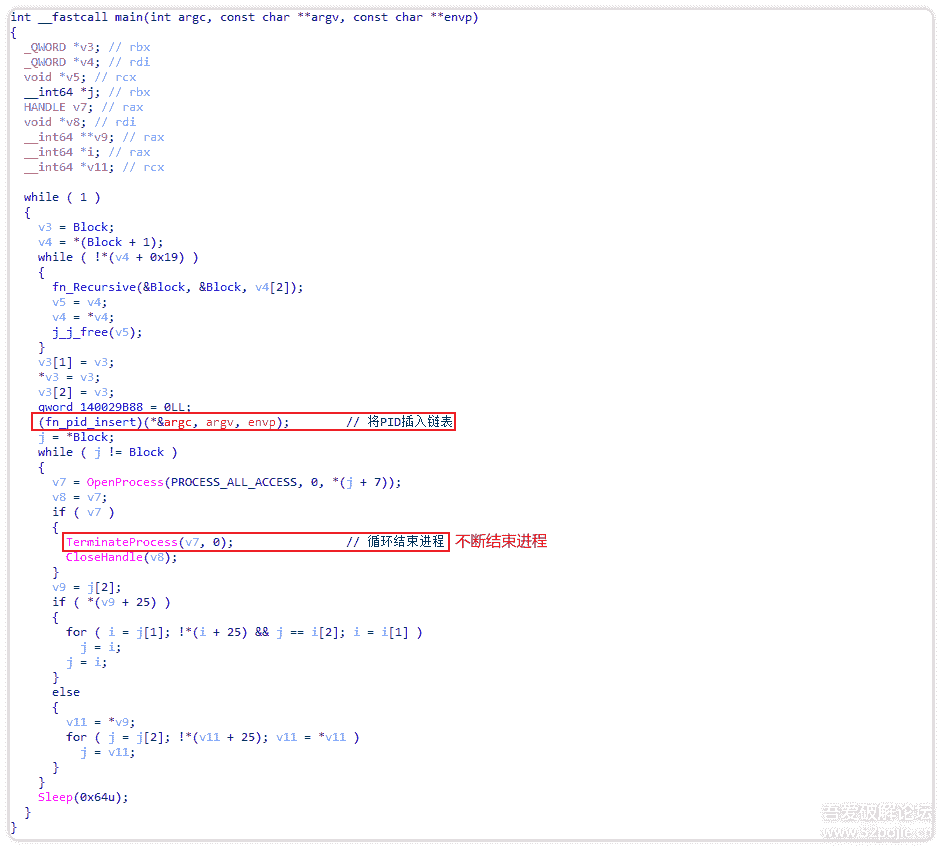 int __fastcall main(int argc, const char **argv, const char **envp)
{
  _QWORD *v3; // rbx
  _QWORD *v4; // rdi
  void *v5; // rcx
  __int64 *j; // rbx
  HANDLE v7; // rax
  void *v8; // rdi
  __int64 **v9; // rax
  __int64 *i; // rax
  __int64 *v11; // rcx
  while ( 1 )
  {
    v3 = Block;
    v4 = *(Block + 1);
    while ( !*(v4 + 0x19) )
    {
      fn_Recursive(&Block, &Block, v4[2]);
      v5 = v4;
      v4 = *v4;
      j_j_free(v5);
    }
    v3[1] = v3;
    *v3 = v3;
    v3[2] = v3;
    qword_140029B88 = 0LL;
    (fn_pid_insert)(*&argc, argv, envp);        // 将PID插入链表
    j = *Block;
    while ( j != Block )
    {
      v7 = OpenProcess(PROCESS_ALL_ACCESS, 0, *(j + 7));
      v8 = v7;
      if ( v7 )
      {
        TerminateProcess(v7, 0);                // 循环结束进程 不断结束进程
        CloseHandle(v8);
      }
      v9 = j[2];
      if ( *(v9 + 25) )
      {
        for ( i = j[1]; !*(i + 25) && j == i[2]; i = i[1] )
          j = i;
        j = i;
      }
      else
      {
        v11 = *v9;
        for ( j = j[2]; !*(v11 + 25); v11 = *v11 )
          j = v11;
      }
    }
    Sleep(0x64u);
  }
}
吾爱破解论坛
www.52pojie.cn